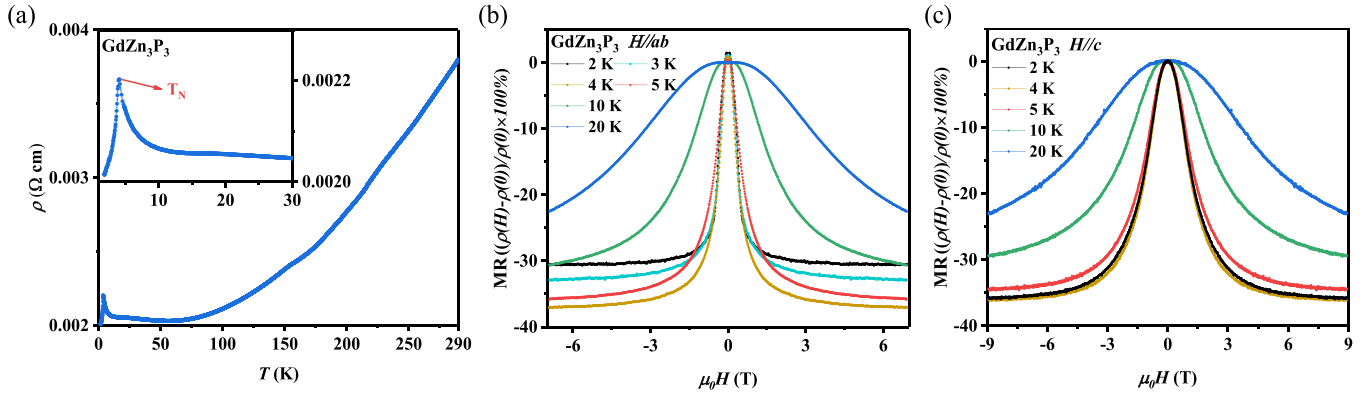 (a)
0.004
0.003
0.002
ρ (Ω cm)
GdZn₃P₃
T_N
0.0022
0.0020
10
20
30
0
50
100
150
200
250
290
T (K)
(b)
GdZn₃P₃ H//ab
2 K 3 K
4 K 5 K
10 K
20 K
0
-10
-20
-30
-40
MR ((ρ(H)-ρ(0))/ρ(0)×100%)
-6
-3
0
3
6
μ₀H (T)
(c)
GdZn₃P₃ H//c
2 K
4 K
5 K
10 K
20 K
0
-10
-20
-30
-40
MR ((ρ(H)-ρ(0))/ρ(0)×100%)
-9
-6
-3
0
3
6
9
μ₀H (T)